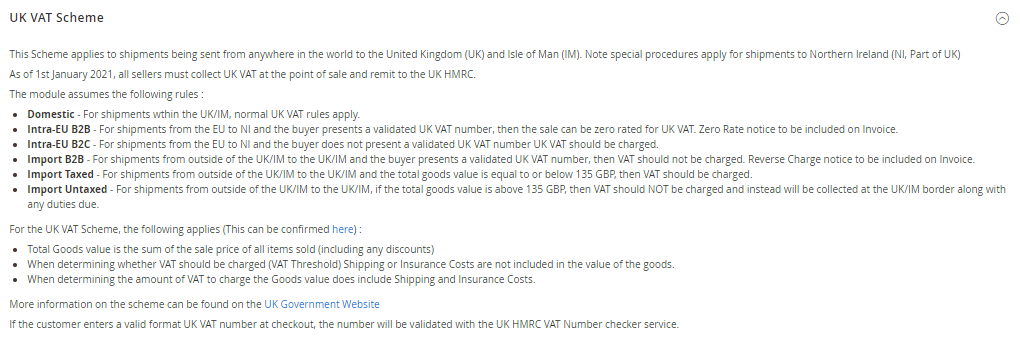 UK VAT Scheme
This Scheme applies to shipments being sent from anywhere in the world to the United Kingdom (UK) and Isle of Man (IM). Note special procedures apply for shipments to Northern Ireland (NI, Part of UK)
As of 1st January 2021, all sellers must collect UK VAT at the point of sale and remit to the UK HMRC.
The module assumes the following rules :
• Domestic - For shipments wthin the UK/IM, normal UK VAT rules apply.
• Intra-EU B2B - For shipments from the EU to NI and the buyer presents a validated UK VAT number, then the sale can be zero rated for UK VAT. Zero Rate notice to be included on Invoice.
• Intra-EU B2C - For shipments from the EU to NI and the buyer does not present a validated UK VAT number UK VAT should be charged.
• Import B2B - For shipments from outside of the UK/IM to the UK/IM and the buyer presents a validated UK VAT number, then VAT should not be charged. Reverse Charge notice to be included on Invoice.
• Import Taxed - For shipments from outside of the UK/IM to the UK/IM and the total goods value is equal to or below 135 GBP, then VAT should be charged.
• Import Untaxed - For shipments from outside of the UK/IM to the UK/IM, if the total goods value is above 135 GBP, then VAT should NOT be charged and instead will be collected at the UK/IM border along with
any duties due.
For the UK VAT Scheme, the following applies (This can be confirmed here) :
• Total Goods value is the sum of the sale price of all items sold (including any discounts)
• When determining whether VAT should be charged (VAT Threshold) Shipping or Insurance Costs are not included in the value of the goods.
• When determining the amount of VAT to charge the Goods value does include Shipping and Insurance Costs.
More information on the scheme can be found on the UK Government Website
If the customer enters a valid format UK VAT number at checkout, the number will be validated with the UK HMRC VAT Number checker service.